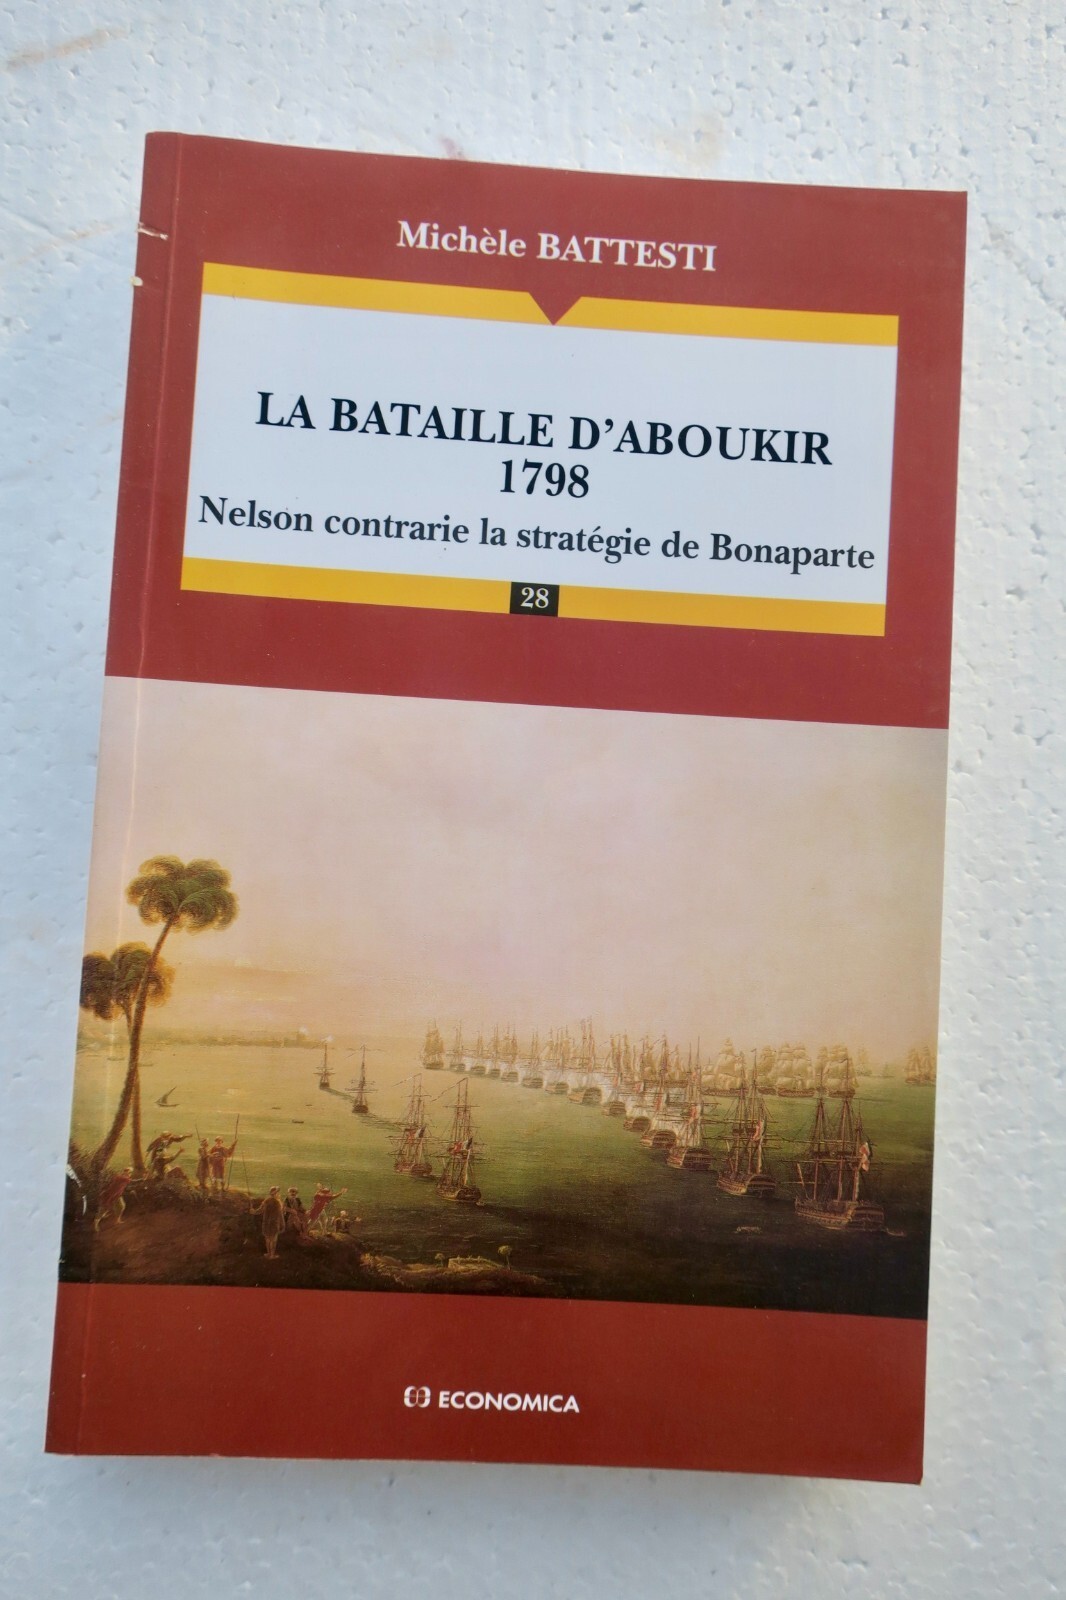 Michèle BATTESTI
LA BATAILLE D'ABOUKIR
1798
Nelson contrarie la stratégie de Bonaparte
28
ECONOMICA